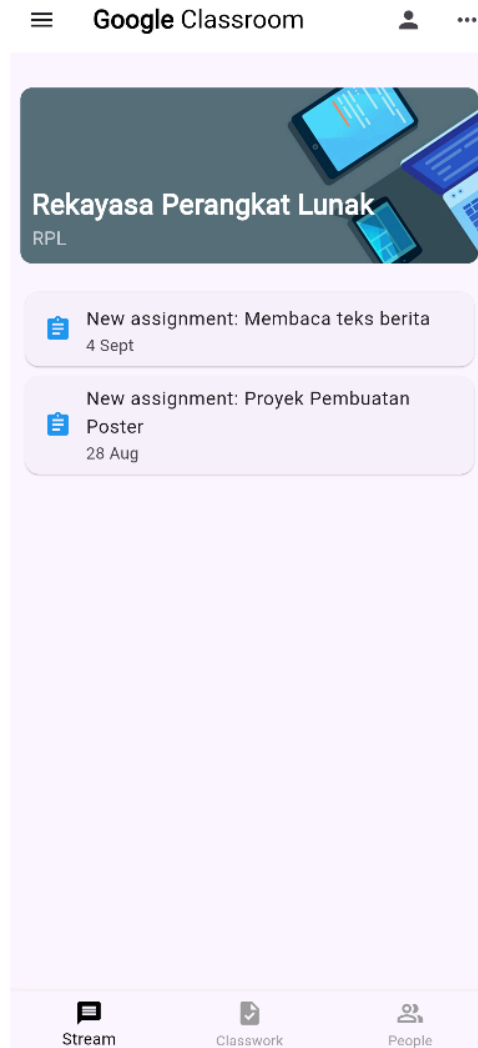 Google Classroom
Rekayasa Perangkat Lunak
RPL
New assignment: Membaca teks berita
4 Sept
New assignment: Proyek Pembuatan
Poster
28 Aug
Stream
Classwork
People